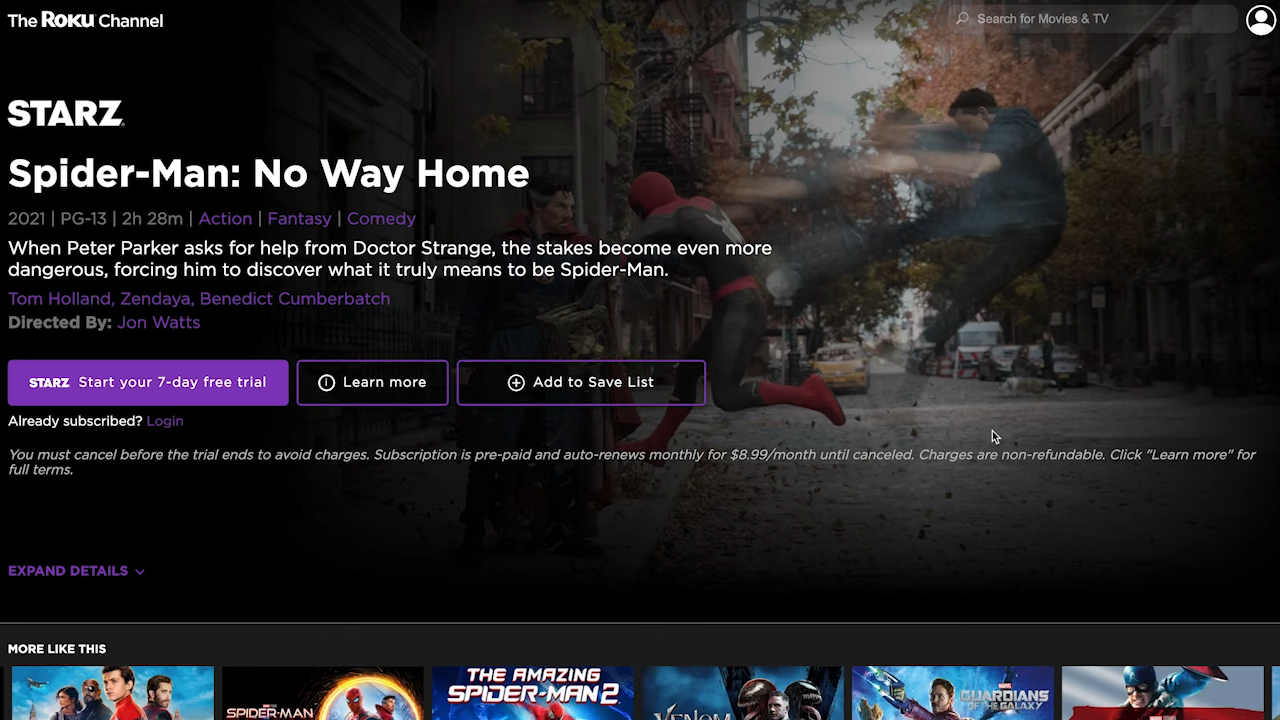 The ROKU Channel
Search for Movies & TV
STARZ
Spider-Man: No Way Home
2021 | PG-13 | 2h 28m | Action | Fantasy | Comedy
When Peter Parker asks for help from Doctor Strange, the stakes become even more
dangerous, forcing him to discover what it truly means to be Spider-Man.
Tom Holland, Zendaya, Benedict Cumberbatch
Directed By: Jon Watts
STARZ Start your 7-day free trial
Learn more
Add to Save List
Already subscribed? Login
You must cancel before the trial ends to avoid charges. Subscription is pre-paid and auto-renews monthly for $8.99/month until canceled. Charges are non-refundable. Click "Learn more" for
full terms.
EXPAND DETAILS
MORE LIKE THIS
SPIDER-MAN
THE AMAZING
SPIDER-MAN 2
VENOM
GUARDIANS
OF THE GALAXY